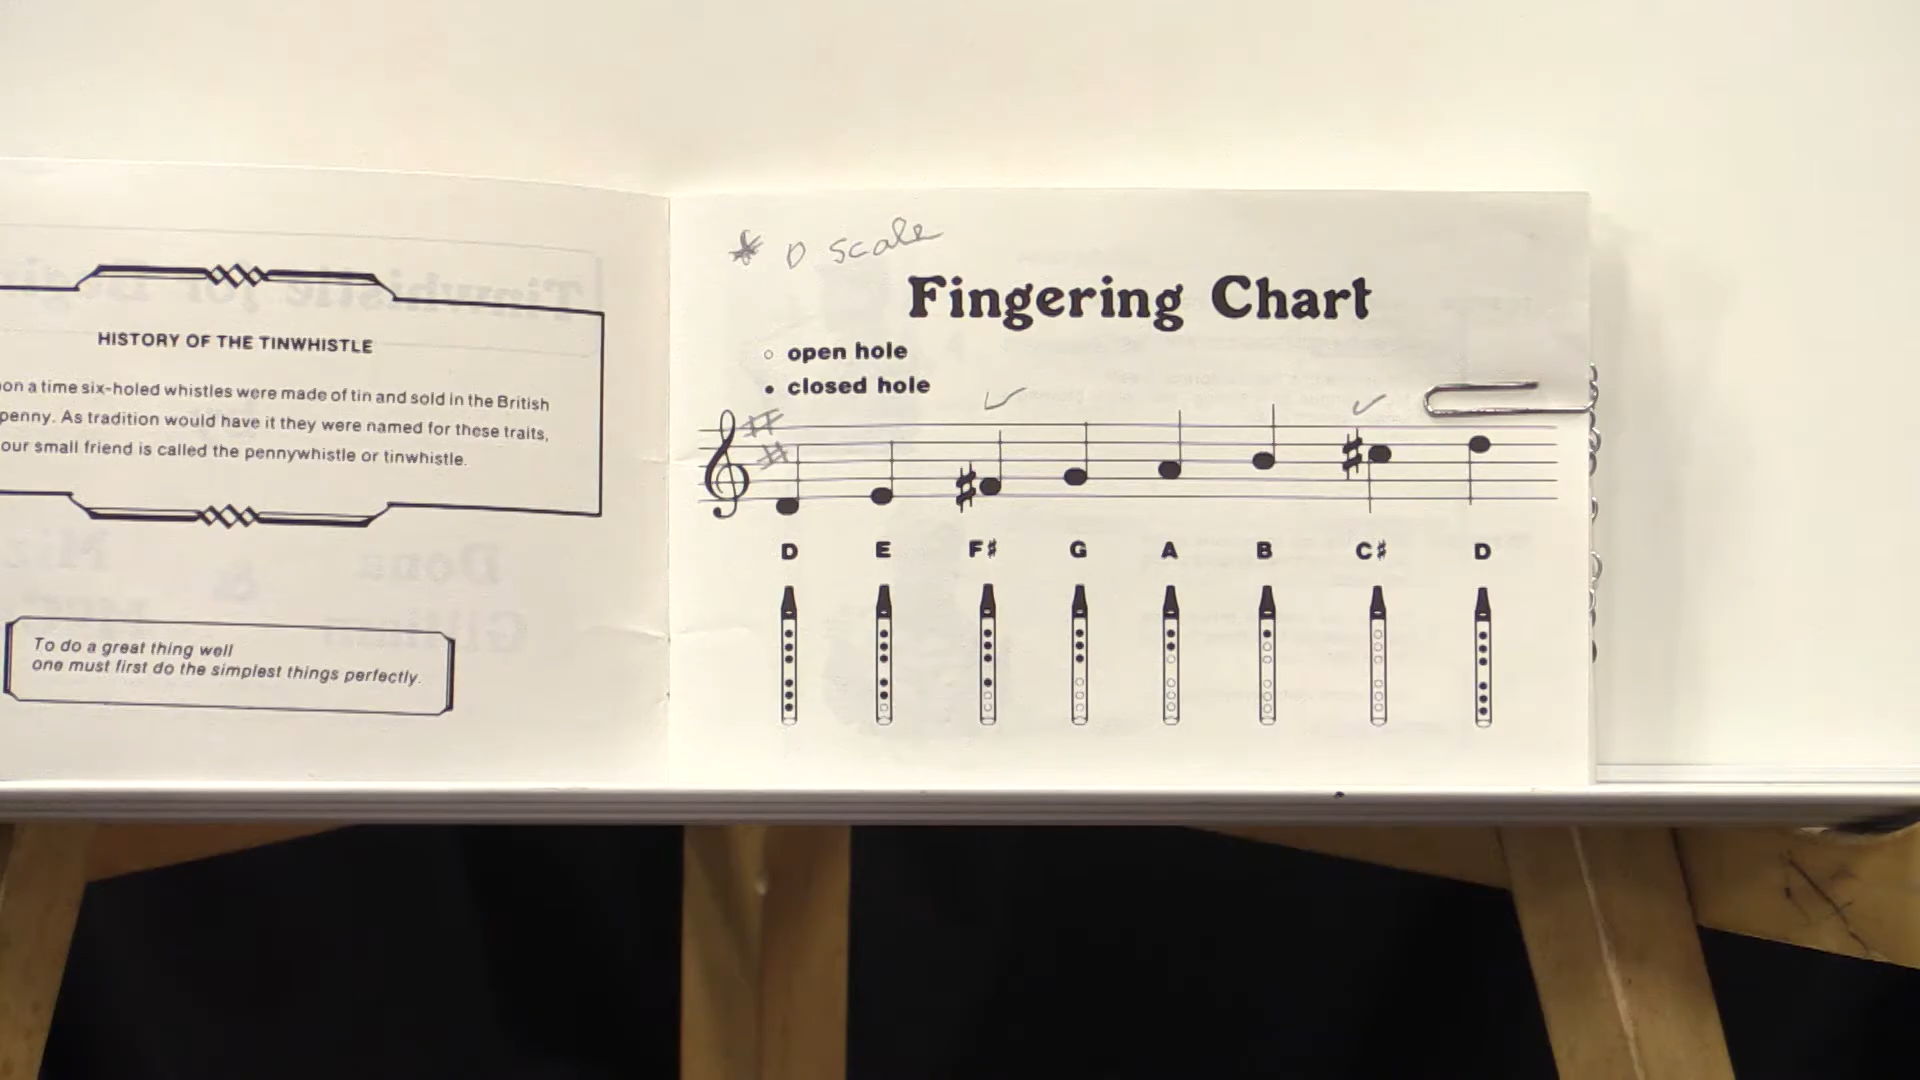 HISTORY OF THE TINWHISTLE
on a time six-holed whistles were made of tin and sold in the British
penny. As tradition would have it they were named for these traits,
our small friend is called the pennywhistle or tinwhistle.
To do a great thing well
one must first do the simplest things perfectly.
* D Scale
Fingering Chart
○ open hole
● closed hole
D E F♯ G A B C♯ D